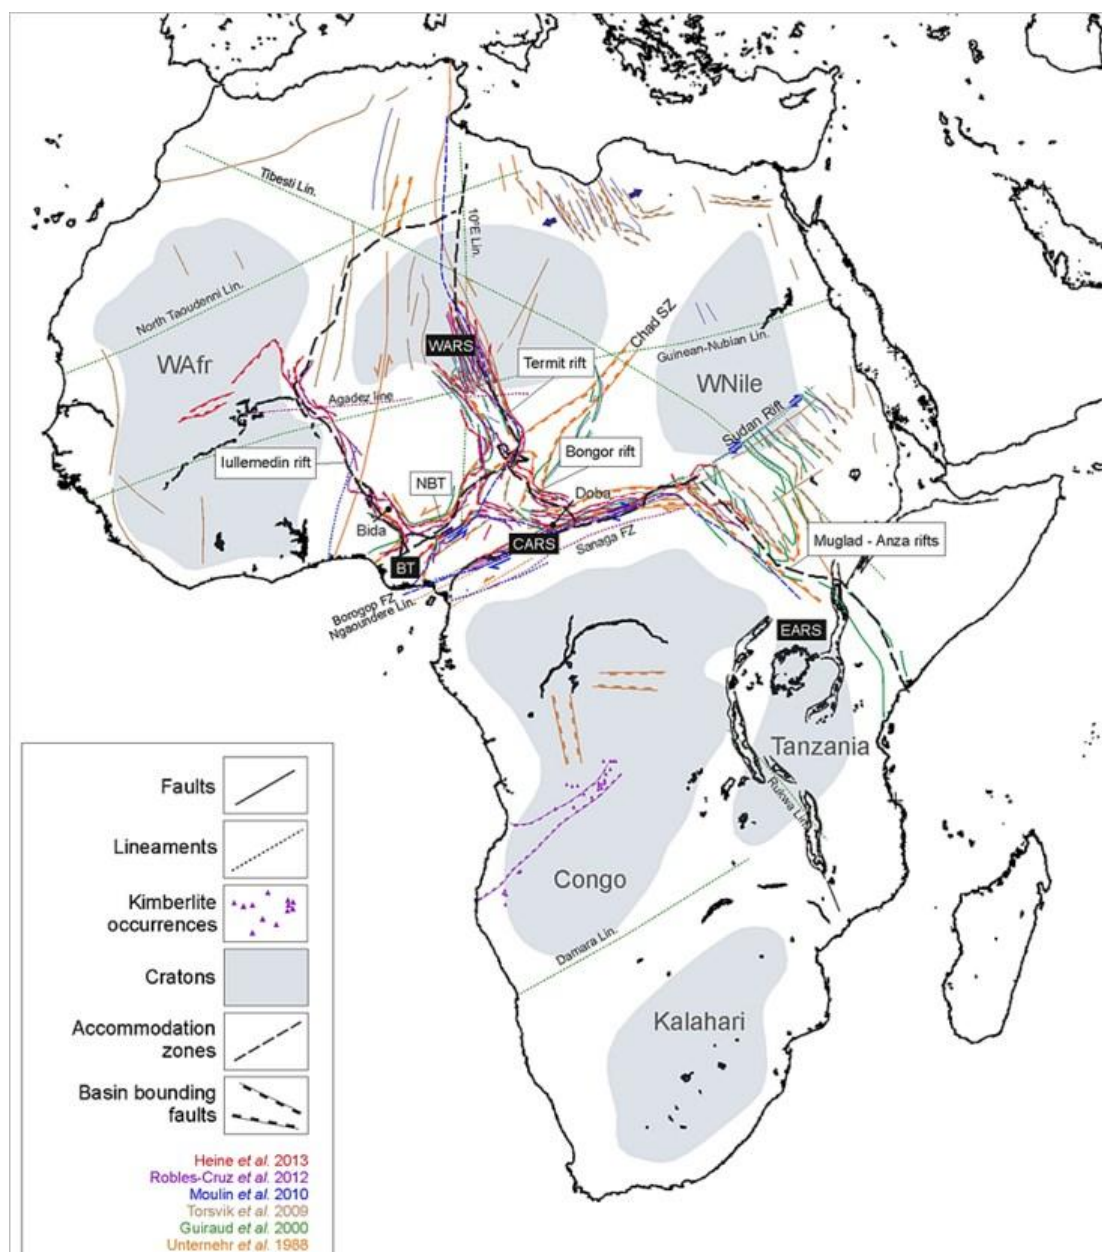 Tibesti Lin.
10°E Lin.
North Taoudenni Lin.
WAfr
WARS
Chad SZ
Termit rift
Guinean-Nubian Lin.
WNile
Agadez line
Sudan Rift
Iullemedin rift
NBT
Bongor rift
Doba
Bida
CARS
Sanaga FZ
Muglad - Anza rifts
BT
Borogop FZ
Ngaoundere Lin.
EARS
Tanzania
Rukwa Lin.
Congo
Damara Lin.
Kalahari
Faults
Lineaments
Kimberlite
occurrences
Cratons
Accommodation
zones
Basin bounding
faults
Heine et al. 2013
Robles-Cruz et al. 2012
Moulin et al. 2010
Torsvik et al. 2009
Guiraud et al. 2000
Unternehr et al. 1988